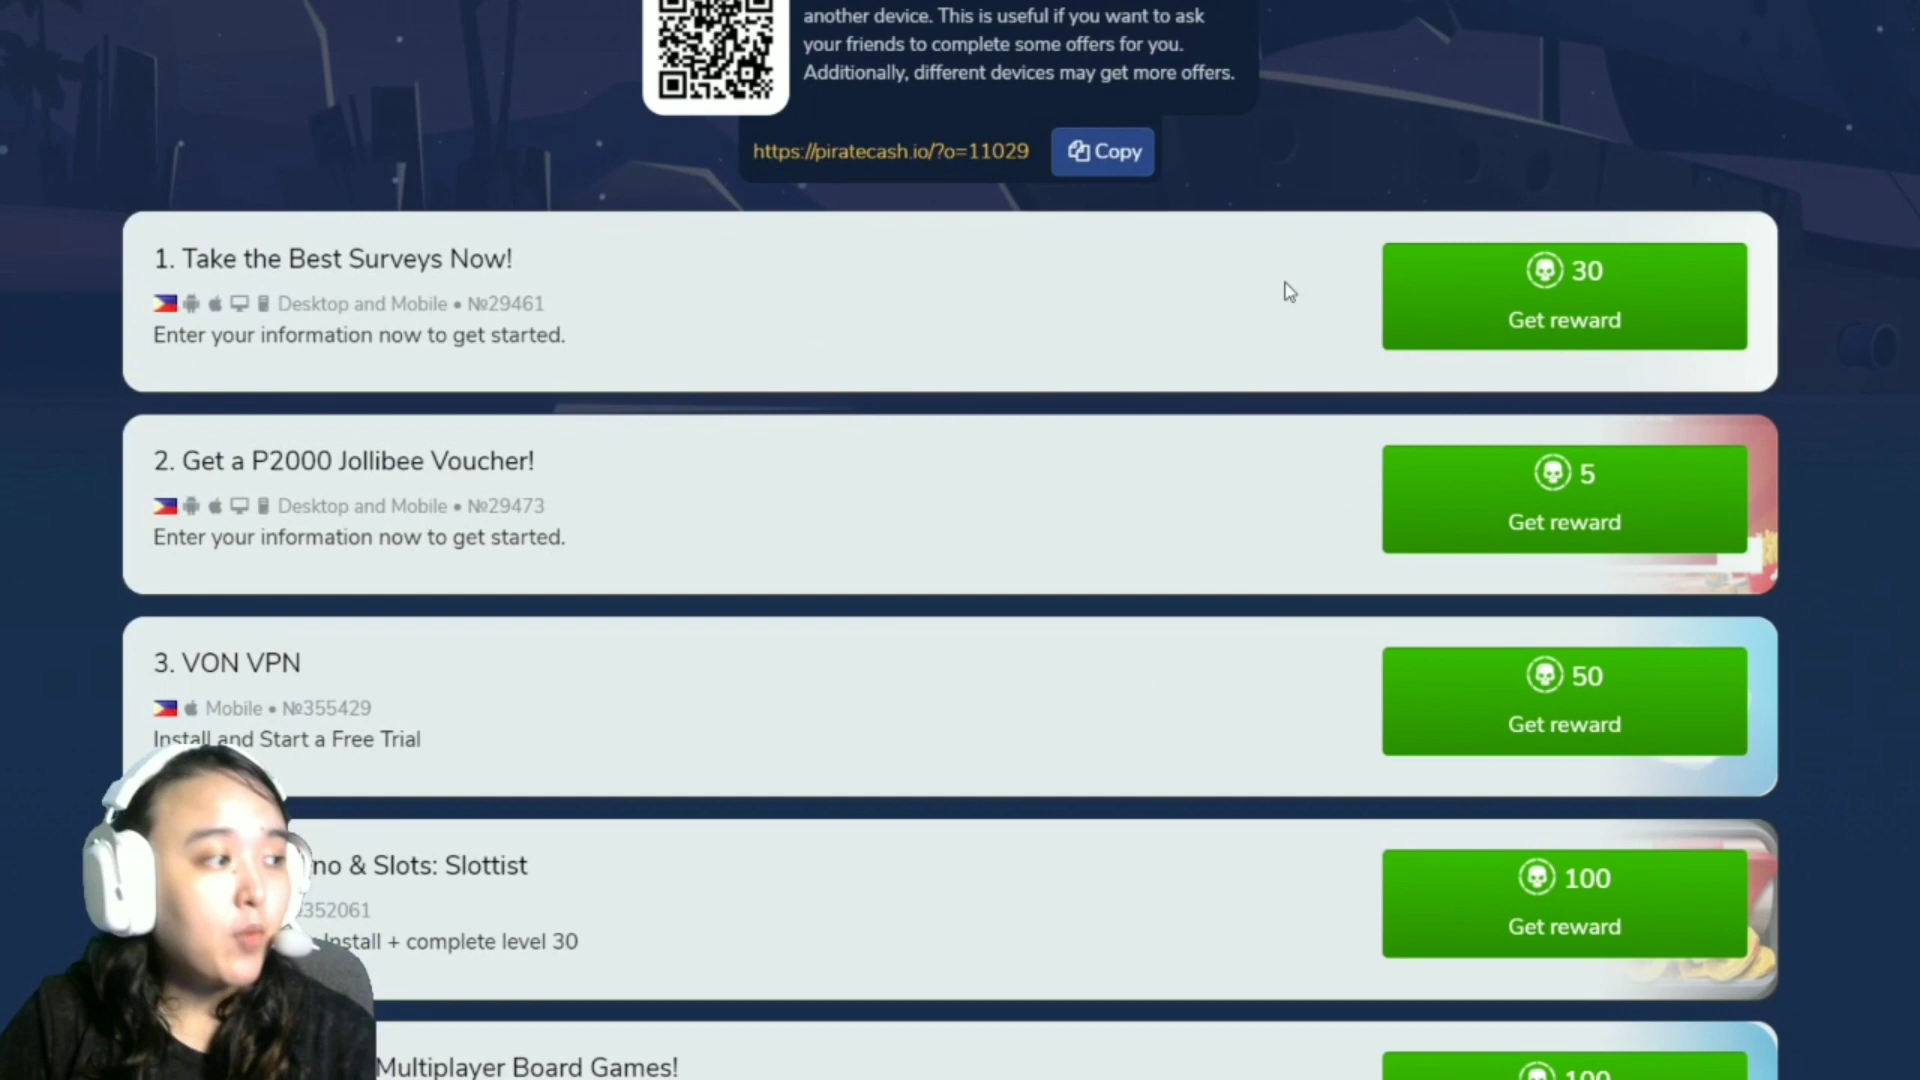 another device. This is useful if you want to ask
your friends to complete some offers for you.
Additionally, different devices may get more offers.
https://piratecash.io/?o=11029
Copy
1. Take the Best Surveys Now!
Desktop and Mobile • №29461
Enter your information now to get started.
30
Get reward
2. Get a P2000 Jollibee Voucher!
Desktop and Mobile • №29473
Enter your information now to get started.
5
Get reward
3. VON VPN
Mobile • №355429
Install and Start a Free Trial
50
Get reward
no & Slots: Slottist
352061
Install + complete level 30
100
Get reward
Multiplayer Board Games!
100